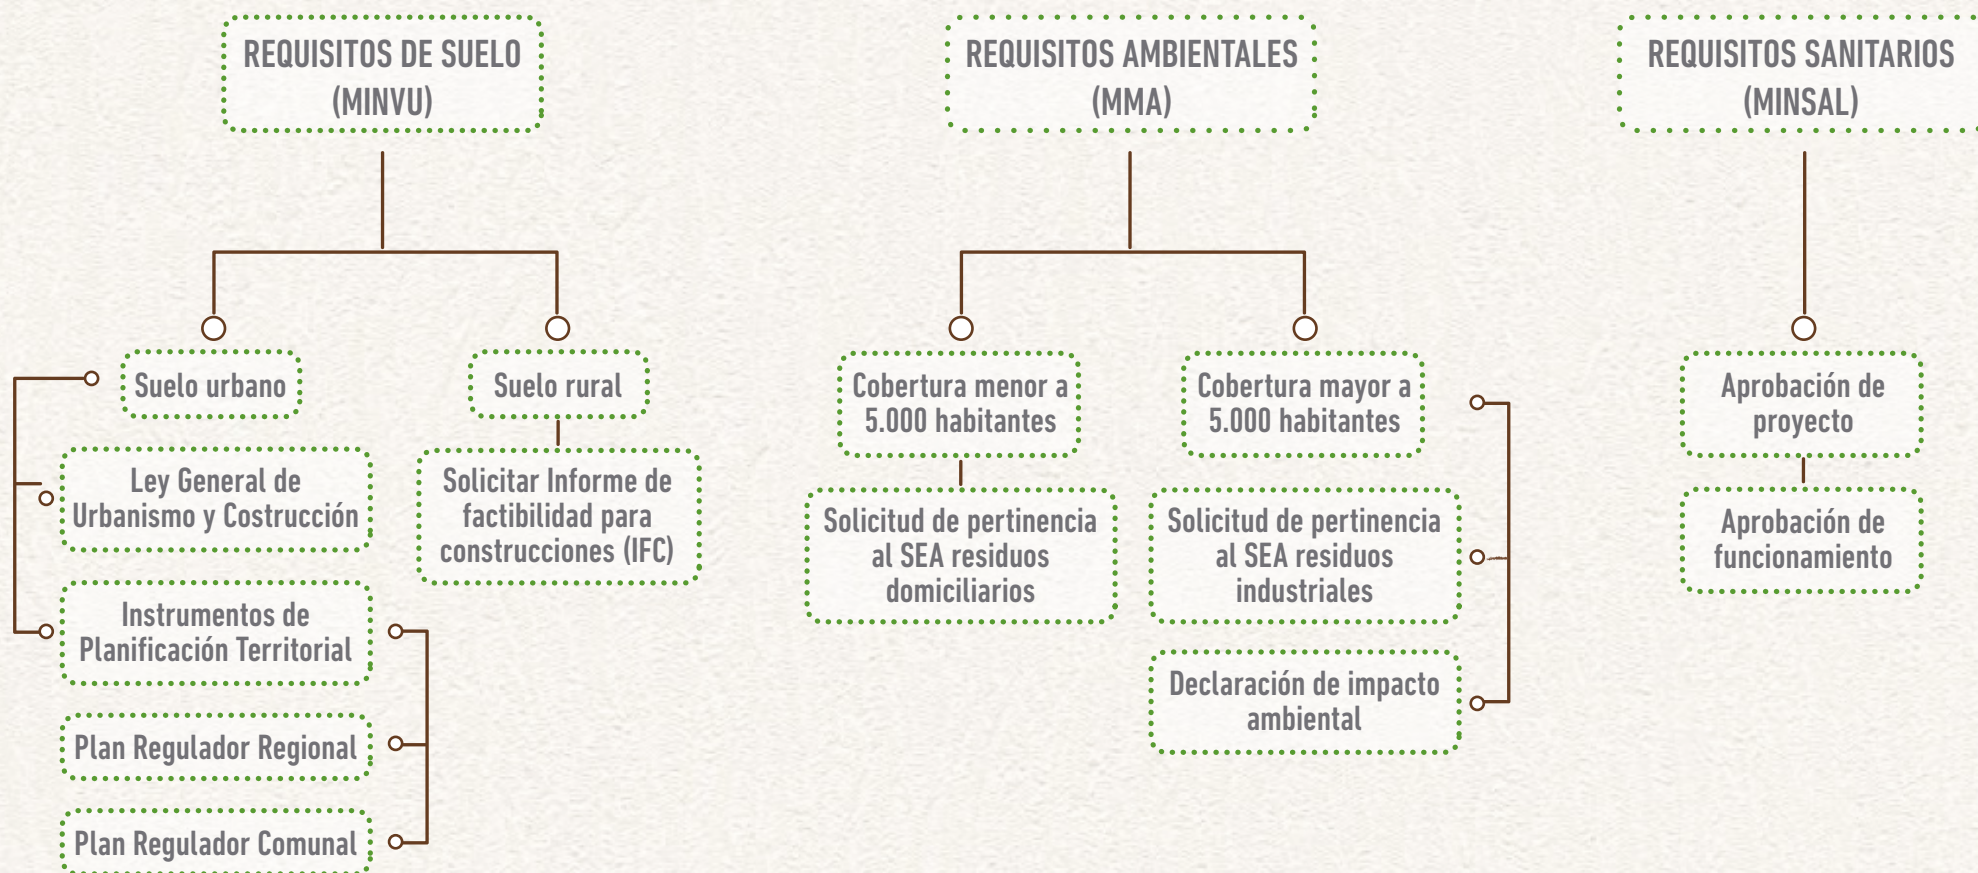 REQUISITOS DE SUELO
(MINVU)
Suelo urbano
Ley General de
Urbanismo y Costrucción
Instrumentos de
Planificación Territorial
Plan Regulador Regional
Plan Regulador Comunal
Suelo rural
Solicitar Informe de
factibilidad para
construcciones (IFC)
REQUISITOS AMBIENTALES
(MMA)
Cobertura menor a
5.000 habitantes
Solicitud de pertinencia
al SEA residuos
domiciliarios
Cobertura mayor a
5.000 habitantes
Solicitud de pertinencia
al SEA residuos
industriales
Declaración de impacto
ambiental
REQUISITOS SANITARIOS
(MINSAL)
Aprobación de
proyecto
Aprobación de
funcionamiento